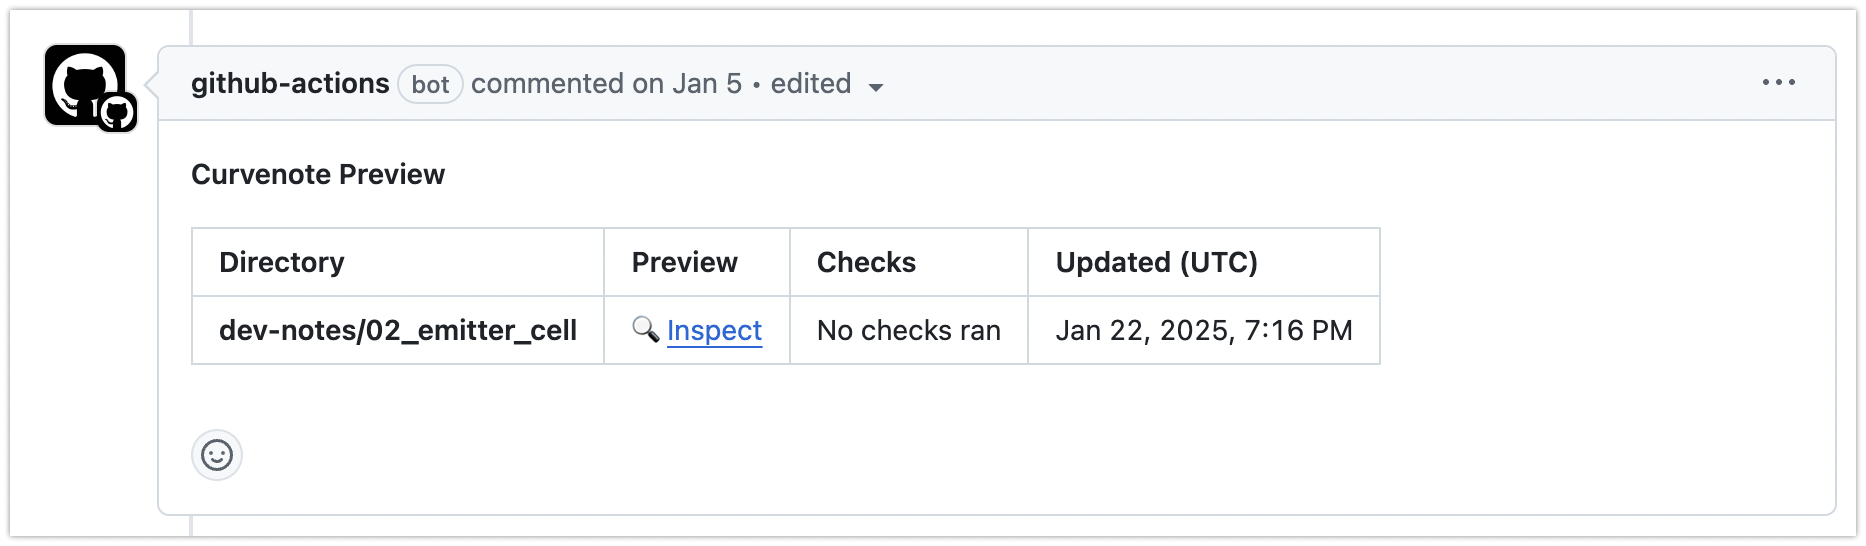 github-actions bot commented on Jan 5 • edited
Curvenote Preview
Directory Preview Checks Updated (UTC)
dev-notes/02_emitter_cell 🔍 Inspect No checks ran Jan 22, 2025, 7:16 PM